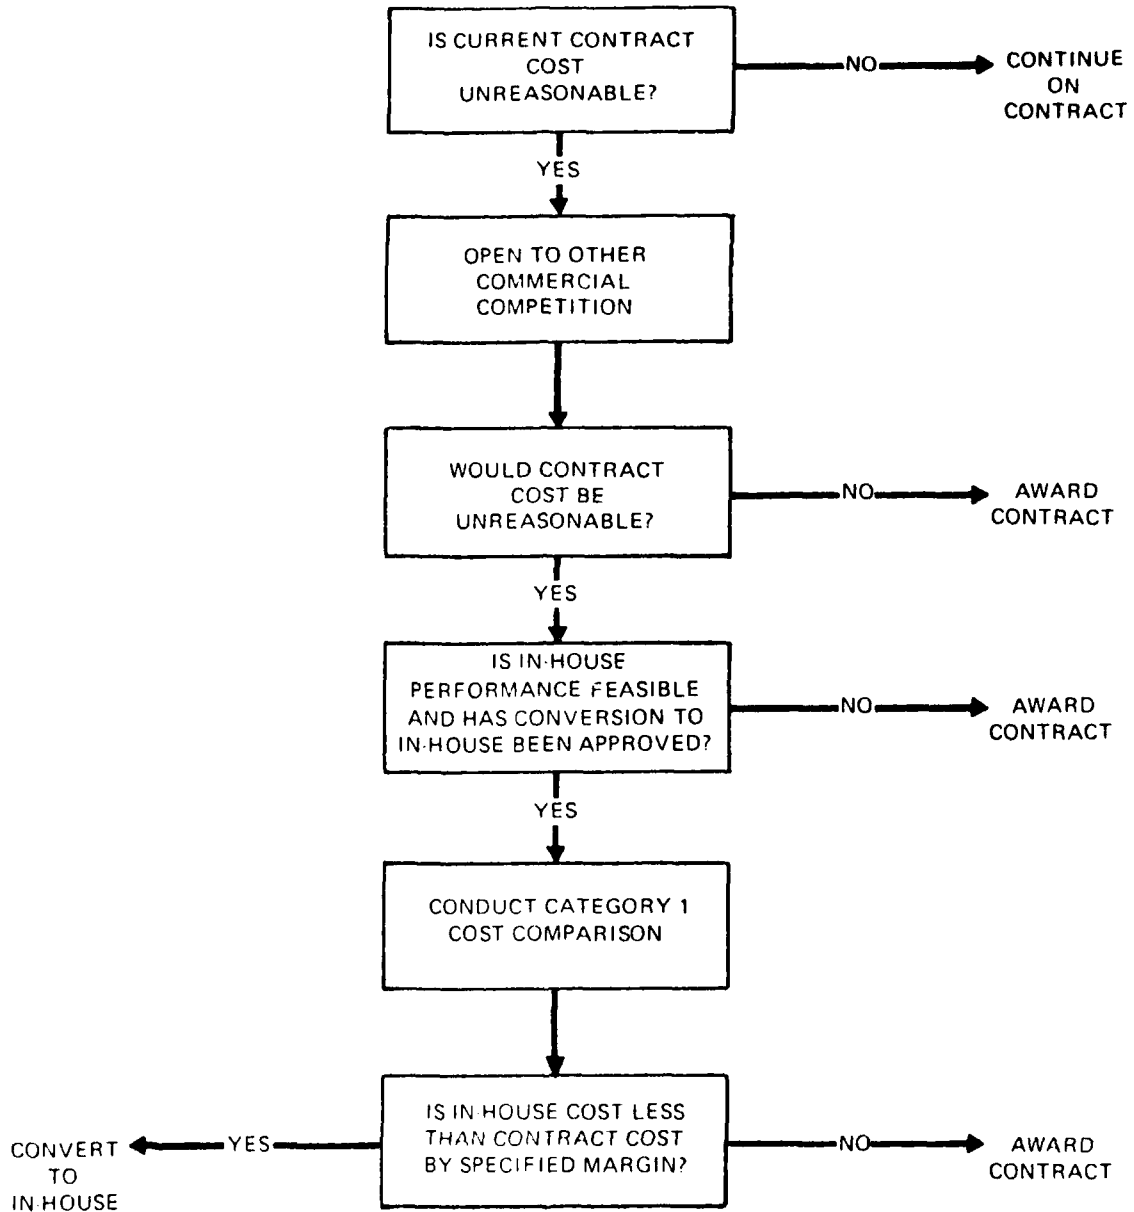 IS CURRENT CONTRACT
COST
UNREASONABLE?
NO
CONTINUE
ON
CONTRACT
YES
OPEN TO OTHER
COMMERCIAL
COMPETITION
WOULD CONTRACT
COST BE
UNREASONABLE?
NO
AWARD
CONTRACT
YES
IS IN-HOUSE
PERFORMANCE FEASIBLE
AND HAS CONVERSION TO
IN-HOUSE BEEN APPROVED?
NO
AWARD
CONTRACT
YES
CONDUCT CATEGORY 1
COST COMPARISON
IS IN-HOUSE COST LESS
THAN CONTRACT COST
BY SPECIFIED MARGIN?
YES
CONVERT
TO
IN-HOUSE
NO
AWARD
CONTRACT